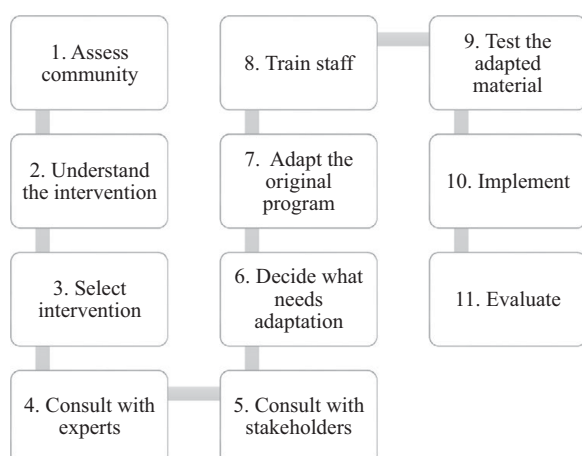 1. Assess
community
2. Understand
the intervention
3. Select
intervention
4. Consult with
experts
5. Consult with
stakeholders
6. Decide what
needs
adaptation
7. Adapt the
original
program
8. Train staff
9. Test the
adapted
material
10. Implement
11. Evaluate